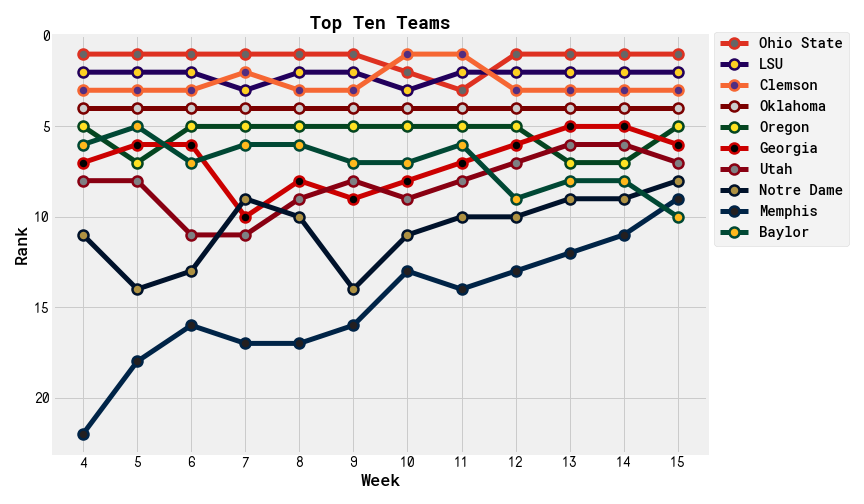 Top Ten Teams
0
5
10
15
20
Rank
4 5 6 7 8 9 10 11 12 13 14 15
Week
Ohio State
LSU
Clemson
Oklahoma
Oregon
Georgia
Utah
Notre Dame
Memphis
Baylor